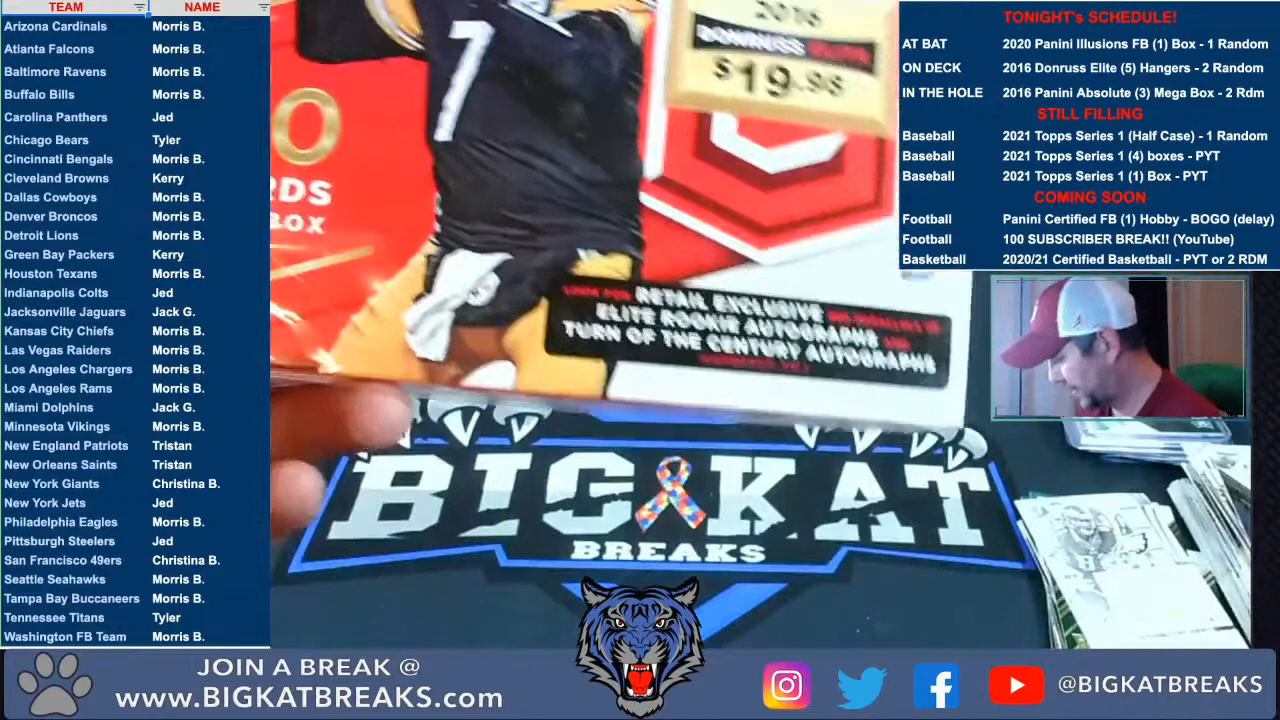 TEAM NAME
Arizona Cardinals Morris B.
Atlanta Falcons Morris B.
Baltimore Ravens Morris B.
Buffalo Bills Morris B.
Carolina Panthers Jed
Chicago Bears Tyler
Cincinnati Bengals Morris B.
Cleveland Browns Kerry
Dallas Cowboys Morris B.
Denver Broncos Morris B.
Detroit Lions Morris B.
Green Bay Packers Kerry
Houston Texans Morris B.
Indianapolis Colts Jed
Jacksonville Jaguars Jack G.
Kansas City Chiefs Morris B.
Las Vegas Raiders Morris B.
Los Angeles Chargers Morris B.
Los Angeles Rams Morris B.
Miami Dolphins Jack G.
Minnesota Vikings Morris B.
New England Patriots Tristan
New Orleans Saints Tristan
New York Giants Christina B.
New York Jets Jed
Philadelphia Eagles Morris B.
Pittsburgh Steelers Jed
San Francisco 49ers Christina B.
Seattle Seahawks Morris B.
Tampa Bay Buccaneers Morris B.
Tennessee Titans Tyler
Washington FB Team Morris B.
7
2016
DONRUSS ELITE
$19.98
0
RDS
BOX
RETAIL EXCLUSIVE
ELITE ROOKIE AUTOGRAPHS AND
TURN OF THE CENTURY AUTOGRAPHS
TONIGHT's SCHEDULE!
AT BAT 2020 Panini Illusions FB (1) Box - 1 Random
ON DECK 2016 Donruss Elite (5) Hangers - 2 Random
IN THE HOLE 2016 Panini Absolute (3) Mega Box - 2 Rdm
STILL FILLING
Baseball 2021 Topps Series 1 (Half Case) - 1 Random
Baseball 2021 Topps Series 1 (4) boxes - PYT
Baseball 2021 Topps Series 1 (1) Box - PYT
COMING SOON
Football Panini Certified FB (1) Hobby - BOGO (delay)
Football 100 SUBSCRIBER BREAK!! (YouTube)
Basketball 2020/21 Certified Basketball - PYT or 2 RDM
BIG KAT
BREAKS
JOIN A BREAK @
www.BIGKATBREAKS.com
@BIGKATBREAKS